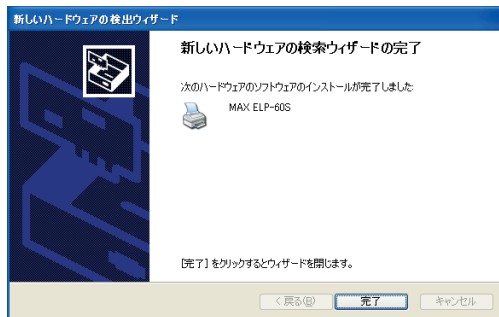 新しいハードウェアの検出ウィザード
新しいハードウェアの検索ウィザードの完了
次のハードウェアのソフトウェアのインストールが完了しました:
MAX ELP-60S
[完了] をクリックするとウィザードを閉じます。
< 戻る(B)
完了
キャンセル